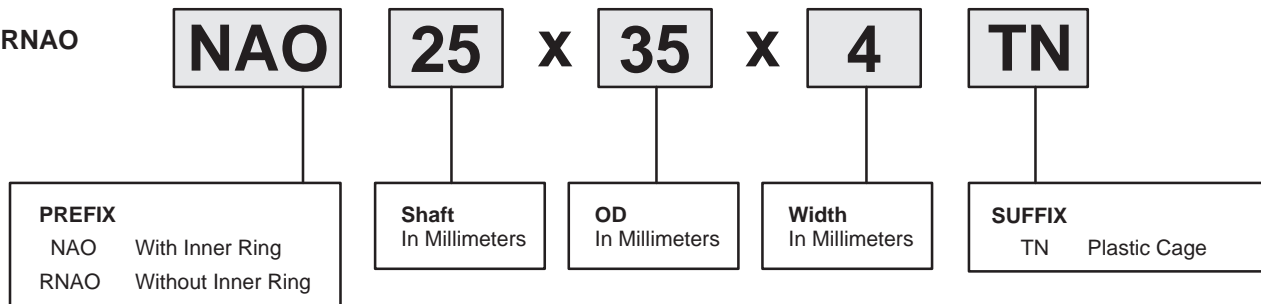 RNAO
NAO 25 x 35 x 4 TN
PREFIX
NAO With Inner Ring
RNAO Without Inner Ring
Shaft
In Millimeters
OD
In Millimeters
Width
In Millimeters
SUFFIX
TN Plastic Cage